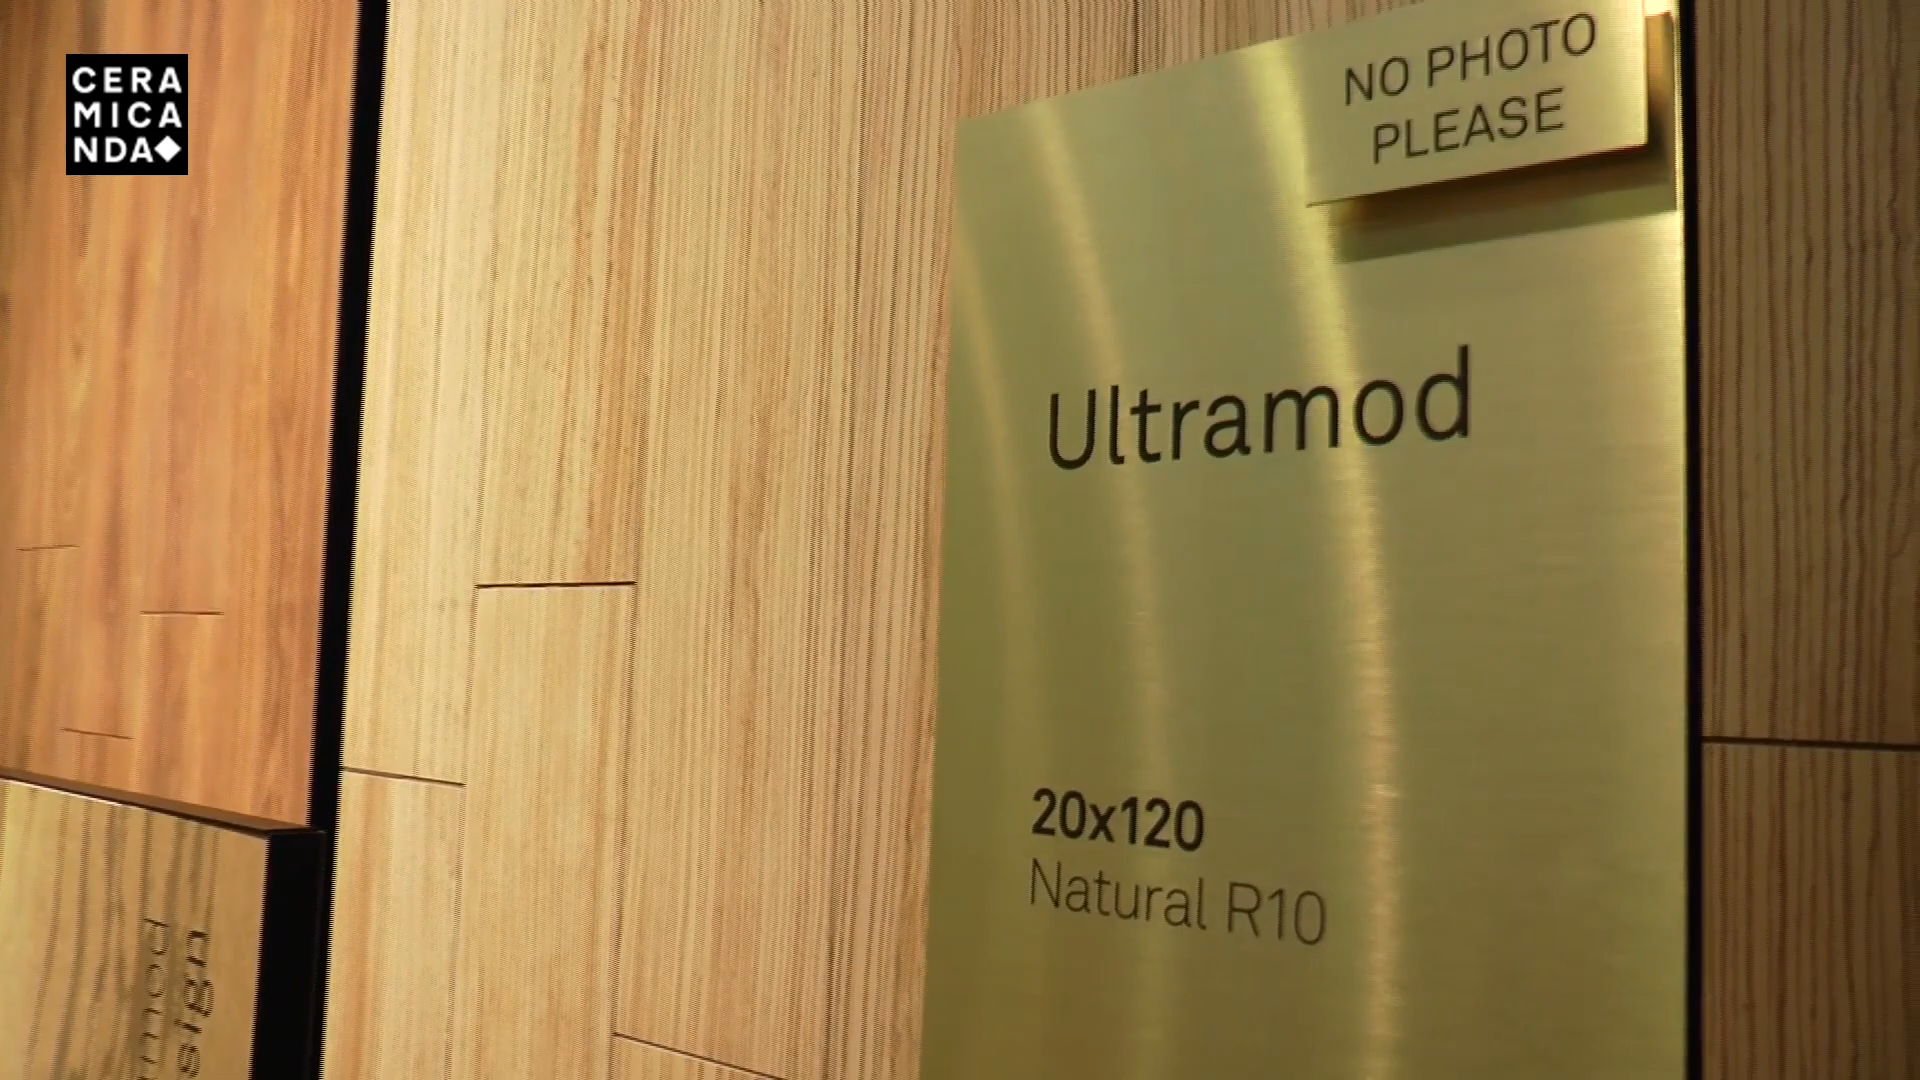 CERA
MICA
NDA
NO PHOTO
PLEASE
Ultramod
20x120
Natural R10